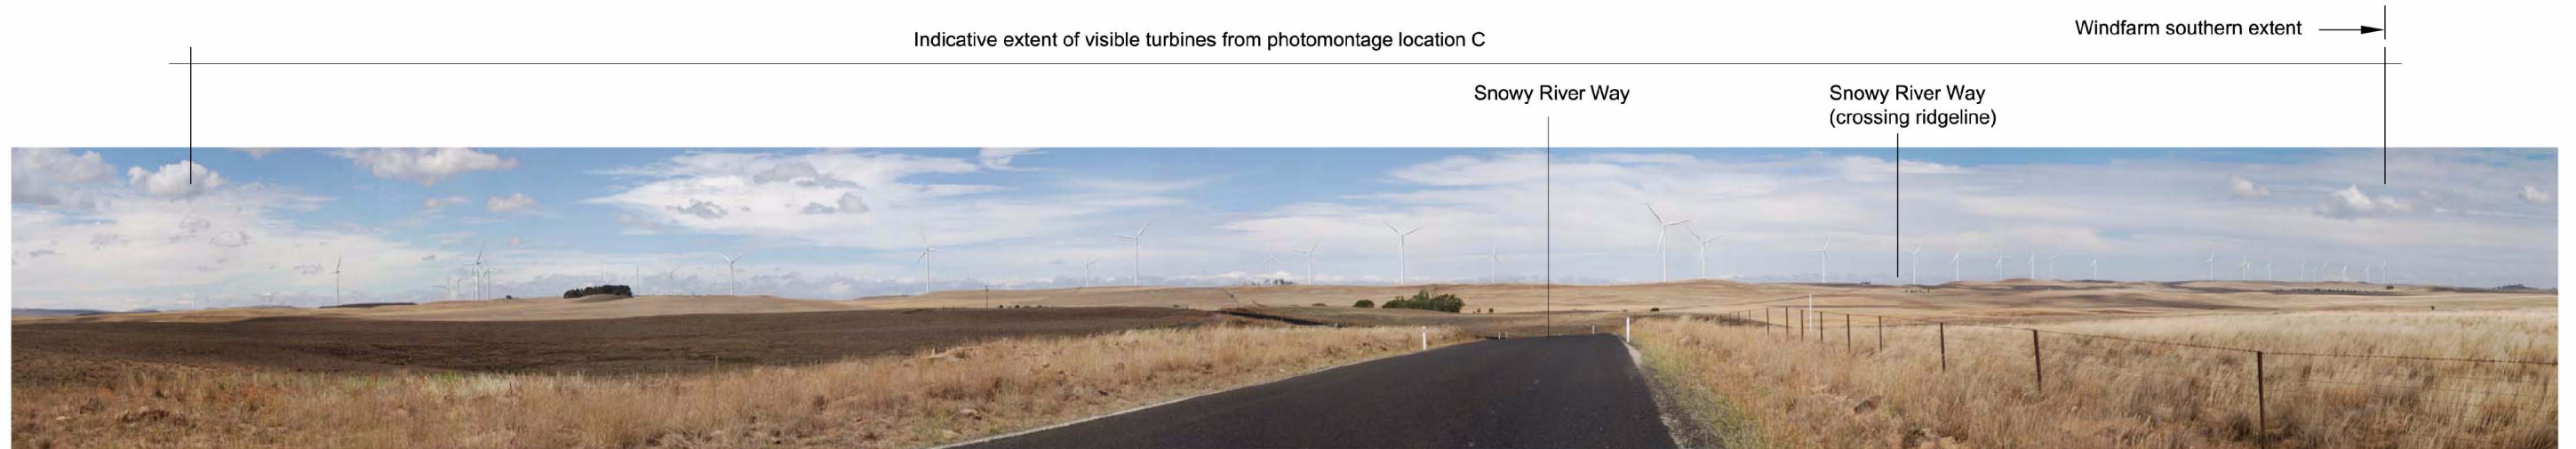 Indicative extent of visible turbines from photomontage location C
Windfarm southern extent
Snowy River Way
Snowy River Way
(crossing ridgeline)